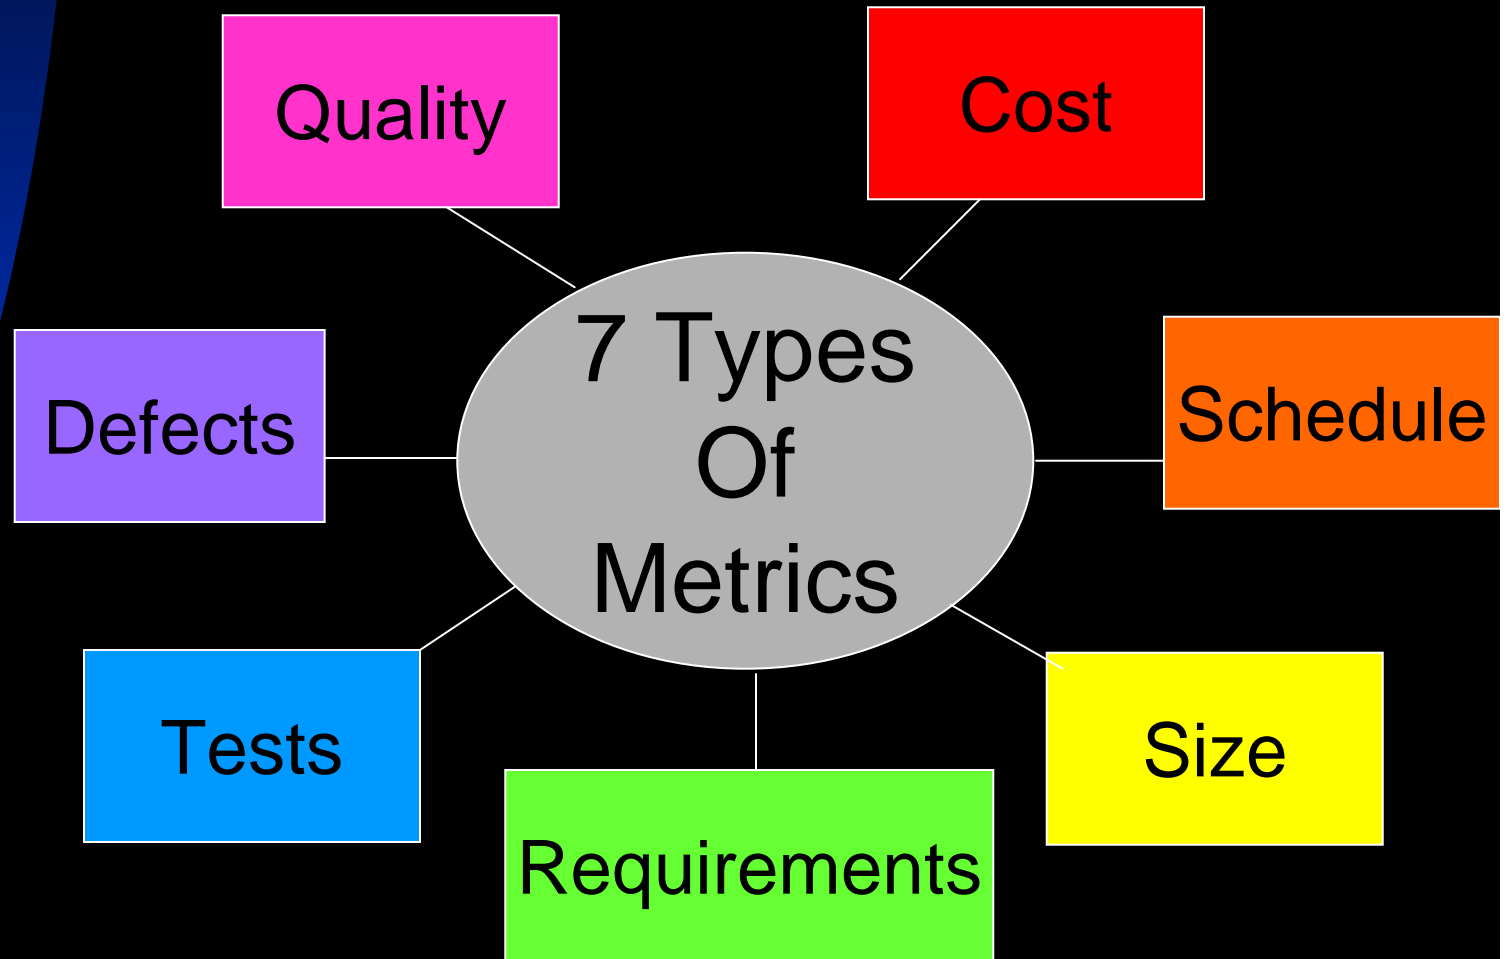 Quality
Cost
7 Types
Of
Metrics
Defects
Schedule
Tests
Size
Requirements